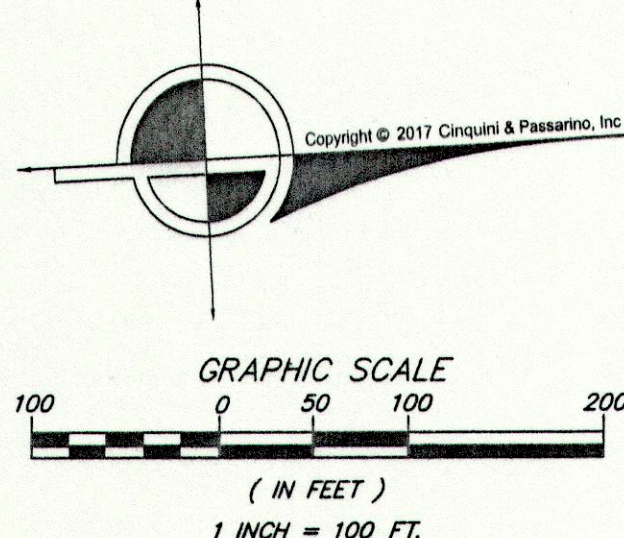 Copyright © 2017 Cinquini & Passarino, Inc
GRAPHIC SCALE
100 0 50 100 200
( IN FEET )
1 INCH = 100 FT.